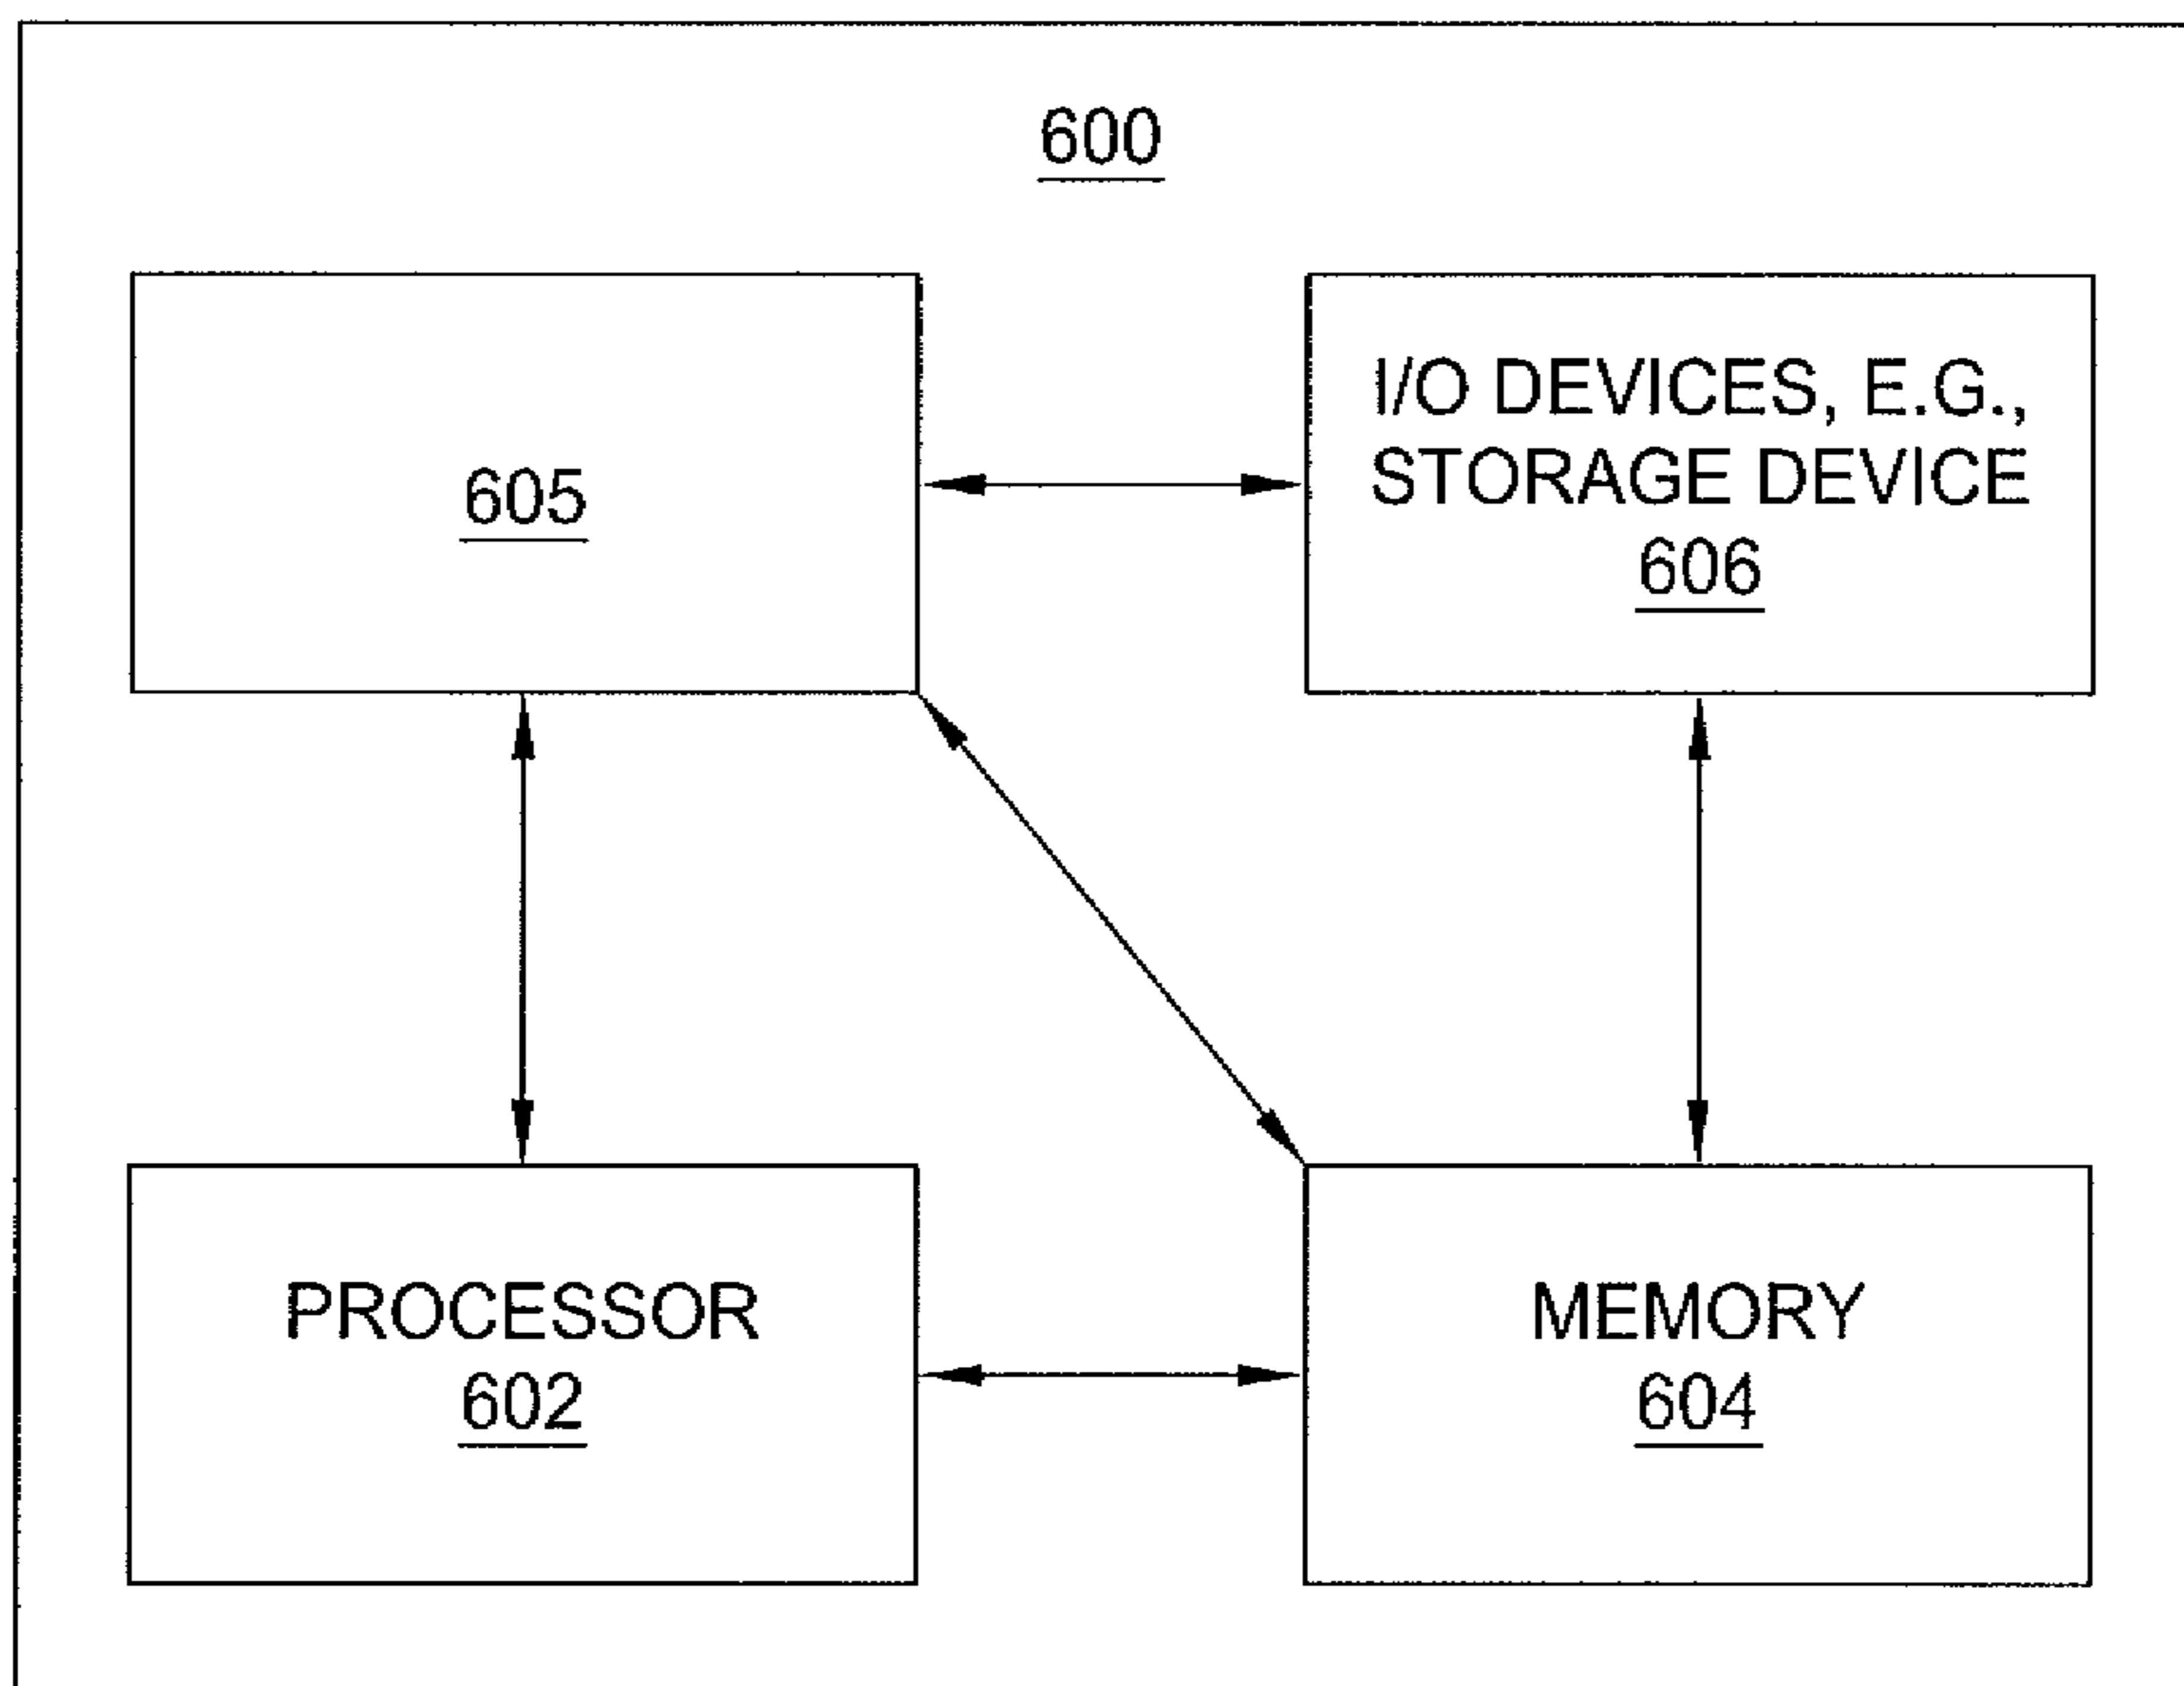 600
605
I/O DEVICES, E.G.,
STORAGE DEVICE
606
PROCESSOR
602
MEMORY
604